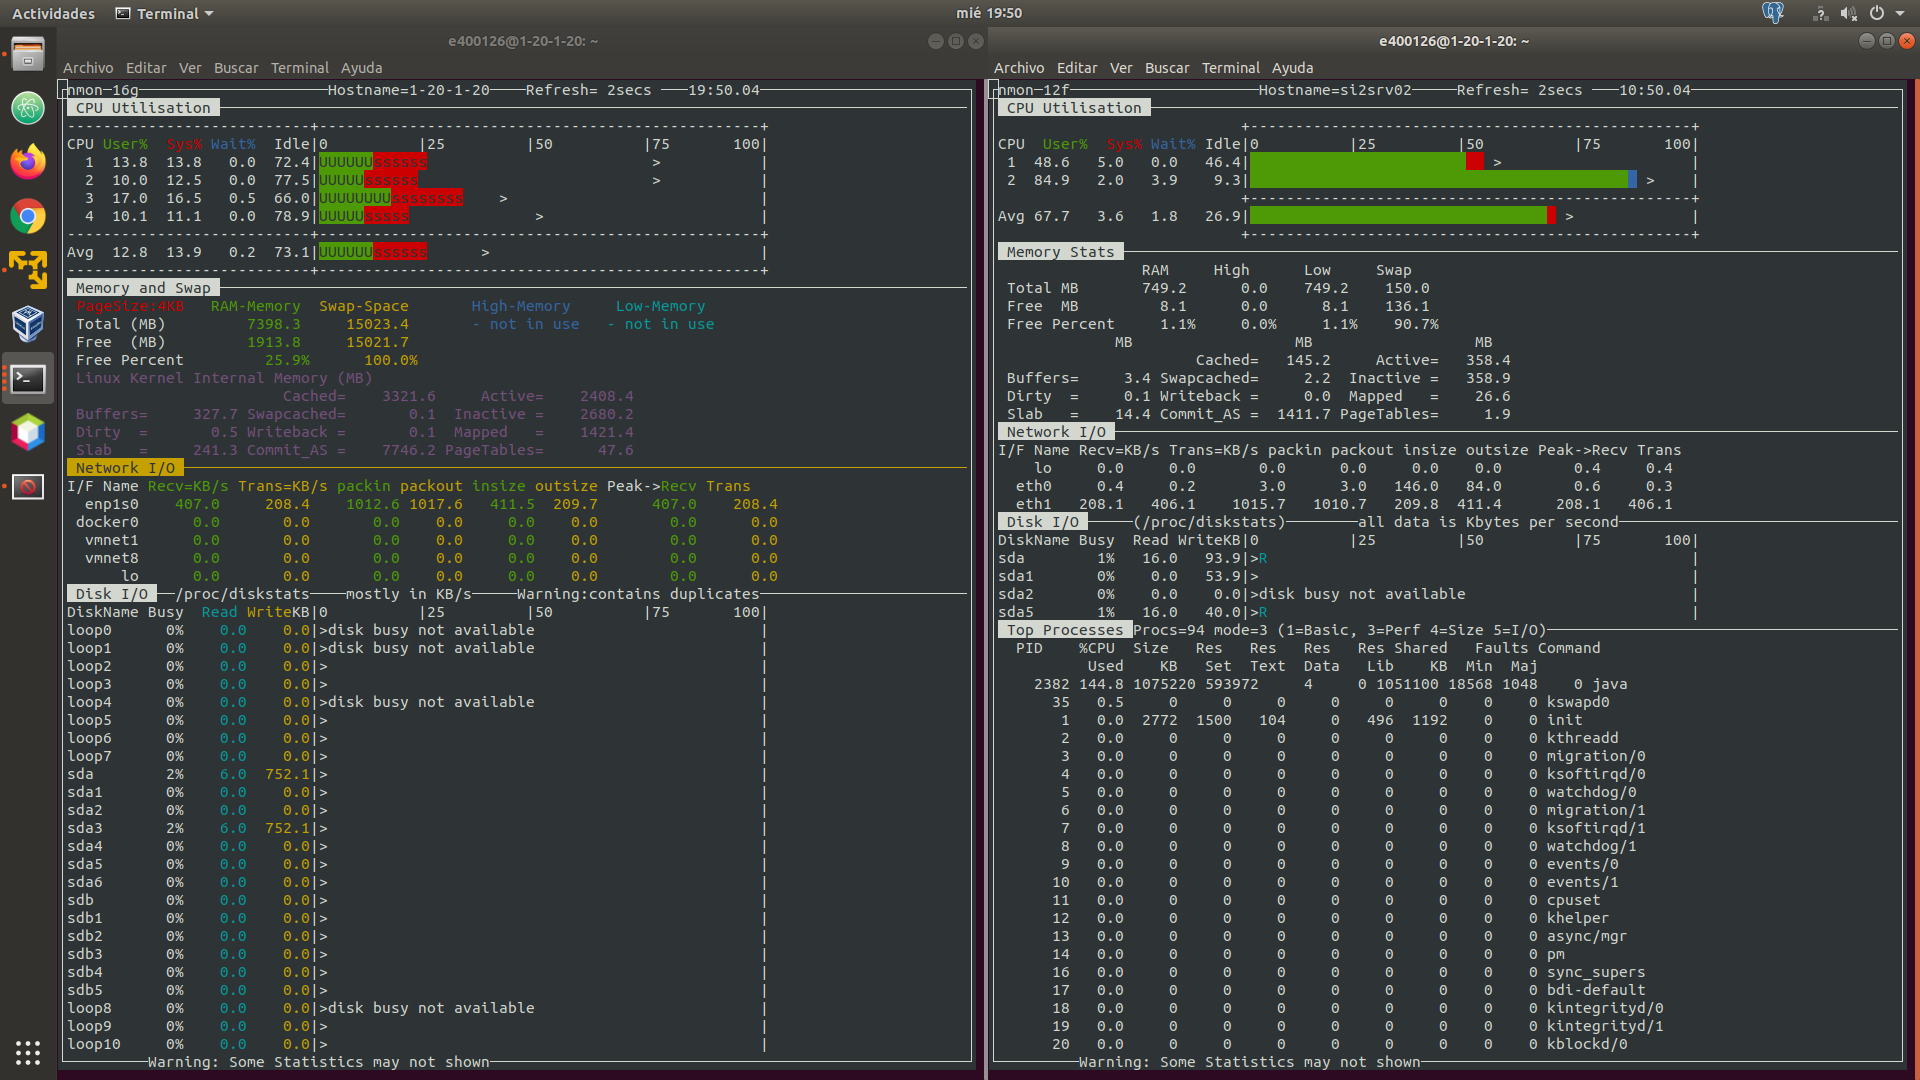 Actividades Terminal mié 19:50
e400126@1-20-1-20: ~
Archivo Editar Ver Buscar Terminal Ayuda
nmon-16g Hostname=1-20-1-20 Refresh= 2secs 19:50.04
CPU Utilisation
---------------------------+-------------------------------------------------+
CPU User% Sys% Wait% Idle|0 |25 |50 |75 100|
1 13.8 13.8 0.0 72.4|UUUUUUssssss > |
2 10.0 12.5 0.0 77.5|UUUUUssssss > |
3 17.0 16.5 0.5 66.0|UUUUUUUUssssssss > |
4 10.1 11.1 0.0 78.9|UUUUUsssss > |
---------------------------+-------------------------------------------------+
Avg 12.8 13.9 0.2 73.1|UUUUUUssssss > |
---------------------------+-------------------------------------------------+
Memory and Swap
PageSize:4KB RAM-Memory Swap-Space High-Memory Low-Memory
Total (MB) 7398.3 15023.4 - not in use - not in use
Free (MB) 1913.8 15021.7
Free Percent 25.9% 100.0%
Linux Kernel Internal Memory (MB)
Cached= 3321.6 Active= 2408.4
Buffers= 327.7 Swapcached= 0.1 Inactive = 2680.2
Dirty = 0.5 Writeback = 0.1 Mapped = 1421.4
Slab = 241.3 Commit_AS = 7746.2 PageTables= 47.6
Network I/O
I/F Name Recv=KB/s Trans=KB/s packin packout insize outsize Peak->Recv Trans
enp1s0 407.0 208.4 1012.6 1017.6 411.5 209.7 407.0 208.4
docker0 0.0 0.0 0.0 0.0 0.0 0.0 0.0 0.0
vmnet1 0.0 0.0 0.0 0.0 0.0 0.0 0.0 0.0
vmnet8 0.0 0.0 0.0 0.0 0.0 0.0 0.0 0.0
lo 0.0 0.0 0.0 0.0 0.0 0.0 0.0 0.0
Disk I/O /proc/diskstats mostly in KB/s Warning:contains duplicates
DiskName Busy Read WriteKB|0 |25 |50 |75 100|
loop0 0% 0.0 0.0|>disk busy not available |
loop1 0% 0.0 0.0|>disk busy not available |
loop2 0% 0.0 0.0|> |
loop3 0% 0.0 0.0|> |
loop4 0% 0.0 0.0|>disk busy not available |
loop5 0% 0.0 0.0|> |
loop6 0% 0.0 0.0|> |
loop7 0% 0.0 0.0|> |
sda 2% 6.0 752.1|> |
sda1 0% 0.0 0.0|> |
sda2 0% 0.0 0.0|> |
sda3 2% 6.0 752.1|> |
sda4 0% 0.0 0.0|> |
sda5 0% 0.0 0.0|> |
sda6 0% 0.0 0.0|> |
sdb 0% 0.0 0.0|> |
sdb1 0% 0.0 0.0|> |
sdb2 0% 0.0 0.0|> |
sdb3 0% 0.0 0.0|> |
sdb4 0% 0.0 0.0|> |
sdb5 0% 0.0 0.0|> |
loop8 0% 0.0 0.0|>disk busy not available |
loop9 0% 0.0 0.0|> |
loop10 0% 0.0 0.0|> |
Warning: Some Statistics may not shown
e400126@1-20-1-20: ~
Archivo Editar Ver Buscar Terminal Ayuda
nmon-12f Hostname=si2srv02 Refresh= 2secs 10:50.04
CPU Utilisation
+-------------------------------------------------+
CPU User% Sys% Wait% Idle|0 |25 |50 |75 100|
1 48.6 5.0 0.0 46.4| > |
2 84.9 2.0 3.9 9.3| > |
+-------------------------------------------------+
Avg 67.7 3.6 1.8 26.9| > |
+-------------------------------------------------+
Memory Stats
RAM High Low Swap
Total MB 749.2 0.0 749.2 150.0
Free MB 8.1 0.0 8.1 136.1
Free Percent 1.1% 0.0% 1.1% 90.7%
MB MB MB
Cached= 145.2 Active= 358.4
Buffers= 3.4 Swapcached= 2.2 Inactive = 358.9
Dirty = 0.1 Writeback = 0.0 Mapped = 26.6
Slab = 14.4 Commit_AS = 1411.7 PageTables= 1.9
Network I/O
I/F Name Recv=KB/s Trans=KB/s packin packout insize outsize Peak->Recv Trans
lo 0.0 0.0 0.0 0.0 0.0 0.0 0.4 0.4
eth0 0.4 0.2 3.0 3.0 146.0 84.0 0.6 0.3
eth1 208.1 406.1 1015.7 1010.7 209.8 411.4 208.1 406.1
Disk I/O (/proc/diskstats) all data is Kbytes per second
DiskName Busy Read WriteKB|0 |25 |50 |75 100|
sda 1% 16.0 93.9|>R |
sda1 0% 0.0 53.9|> |
sda2 0% 0.0 0.0|>disk busy not available |
sda5 1% 16.0 40.0|>R |
Top Processes Procs=94 mode=3 (1=Basic, 3=Perf 4=Size 5=I/O)
PID %CPU Size Res Res Res Res Shared Faults Command
Used KB Set Text Data Lib KB Min Maj
2382 144.8 1075220 593972 4 0 1051100 18568 1048 0 java
35 0.5 0 0 0 0 0 0 0 0 kswapd0
1 0.0 2772 1500 104 0 496 1192 0 0 init
2 0.0 0 0 0 0 0 0 0 0 kthreadd
3 0.0 0 0 0 0 0 0 0 0 migration/0
4 0.0 0 0 0 0 0 0 0 0 ksoftirqd/0
5 0.0 0 0 0 0 0 0 0 0 watchdog/0
6 0.0 0 0 0 0 0 0 0 0 migration/1
7 0.0 0 0 0 0 0 0 0 0 ksoftirqd/1
8 0.0 0 0 0 0 0 0 0 0 watchdog/1
9 0.0 0 0 0 0 0 0 0 0 events/0
10 0.0 0 0 0 0 0 0 0 0 events/1
11 0.0 0 0 0 0 0 0 0 0 cpuset
12 0.0 0 0 0 0 0 0 0 0 khelper
13 0.0 0 0 0 0 0 0 0 0 async/mgr
14 0.0 0 0 0 0 0 0 0 0 pm
16 0.0 0 0 0 0 0 0 0 0 sync_supers
17 0.0 0 0 0 0 0 0 0 0 bdi-default
18 0.0 0 0 0 0 0 0 0 0 kintegrityd/0
19 0.0 0 0 0 0 0 0 0 0 kintegrityd/1
20 0.0 0 0 0 0 0 0 0 0 kblockd/0
Warning: Some Statistics may not shown